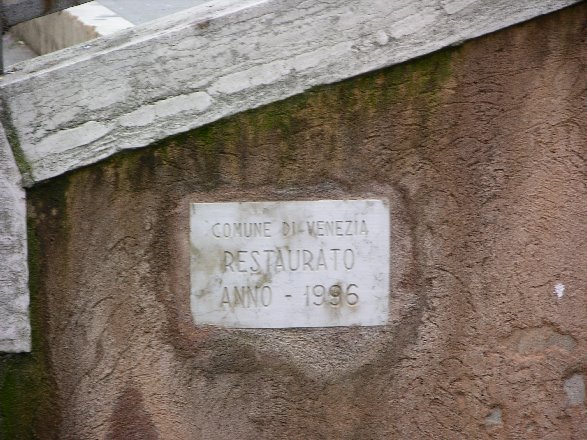 COMUNE DI VENEZIA
RESTAURATO
ANNO - 1996